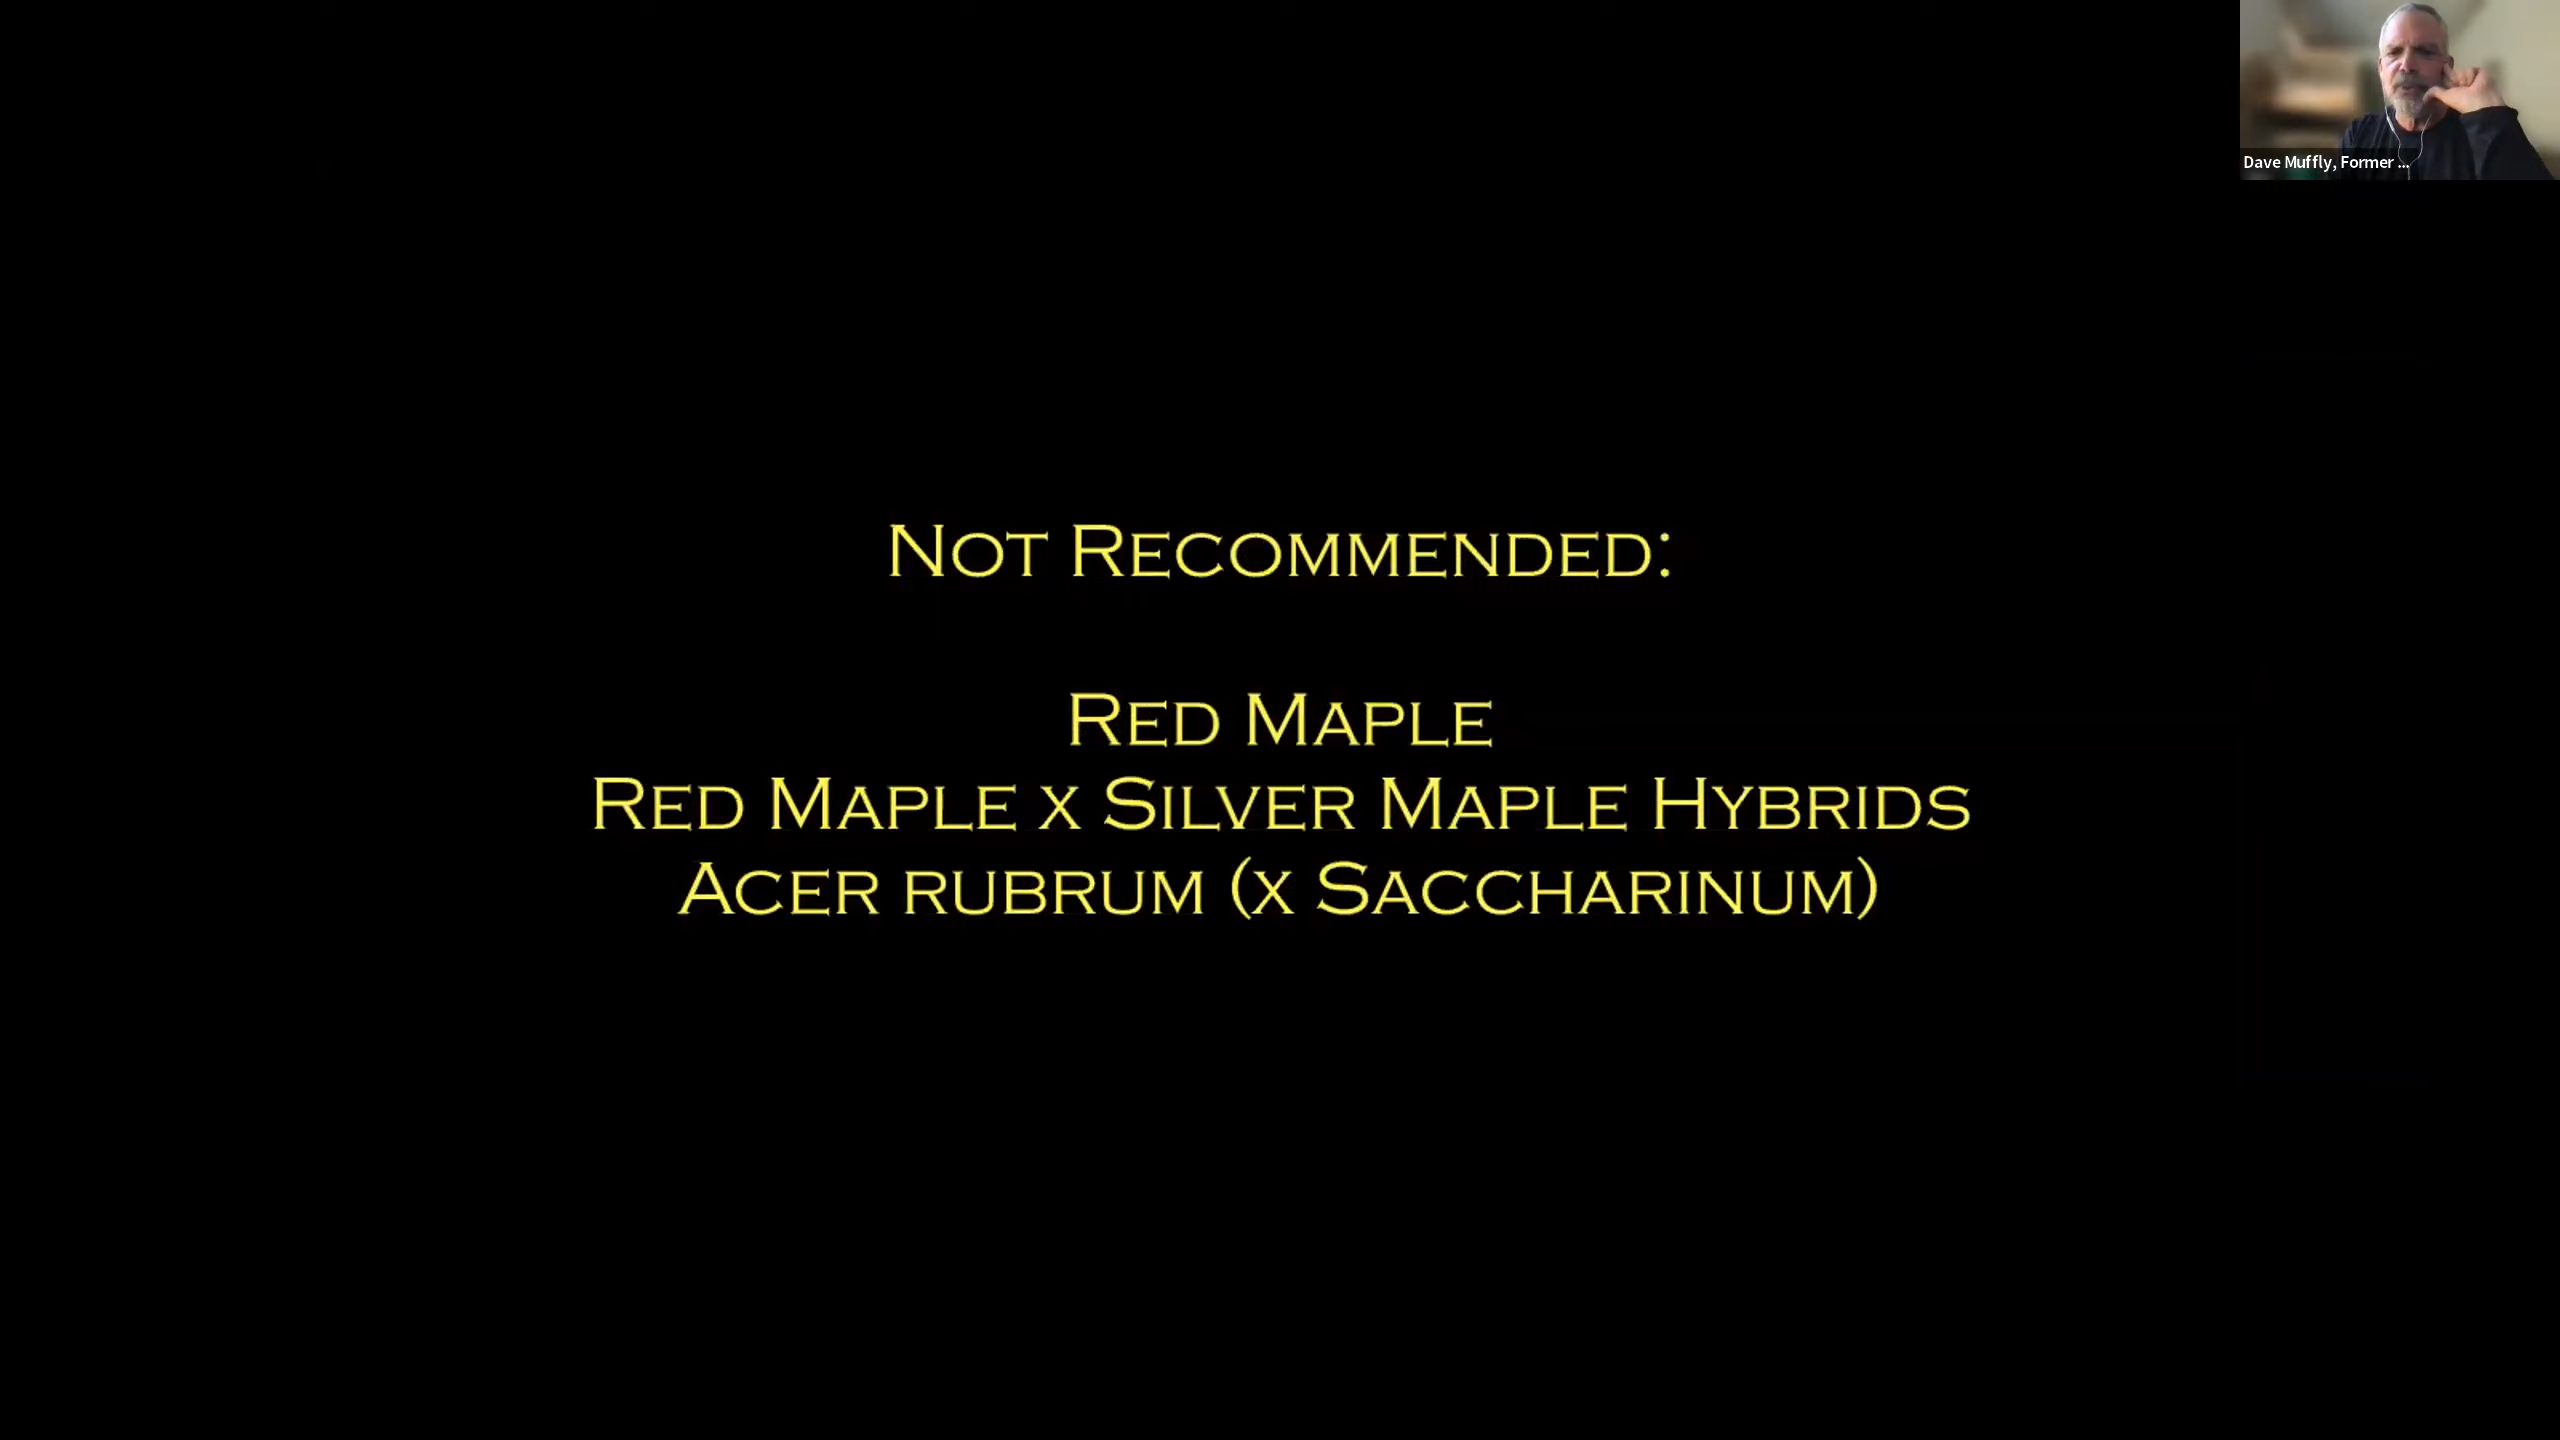 Dave Muffly, Former ...
Not Recommended:
Red Maple
Red Maple x Silver Maple Hybrids
Acer rubrum (x Saccharinum)